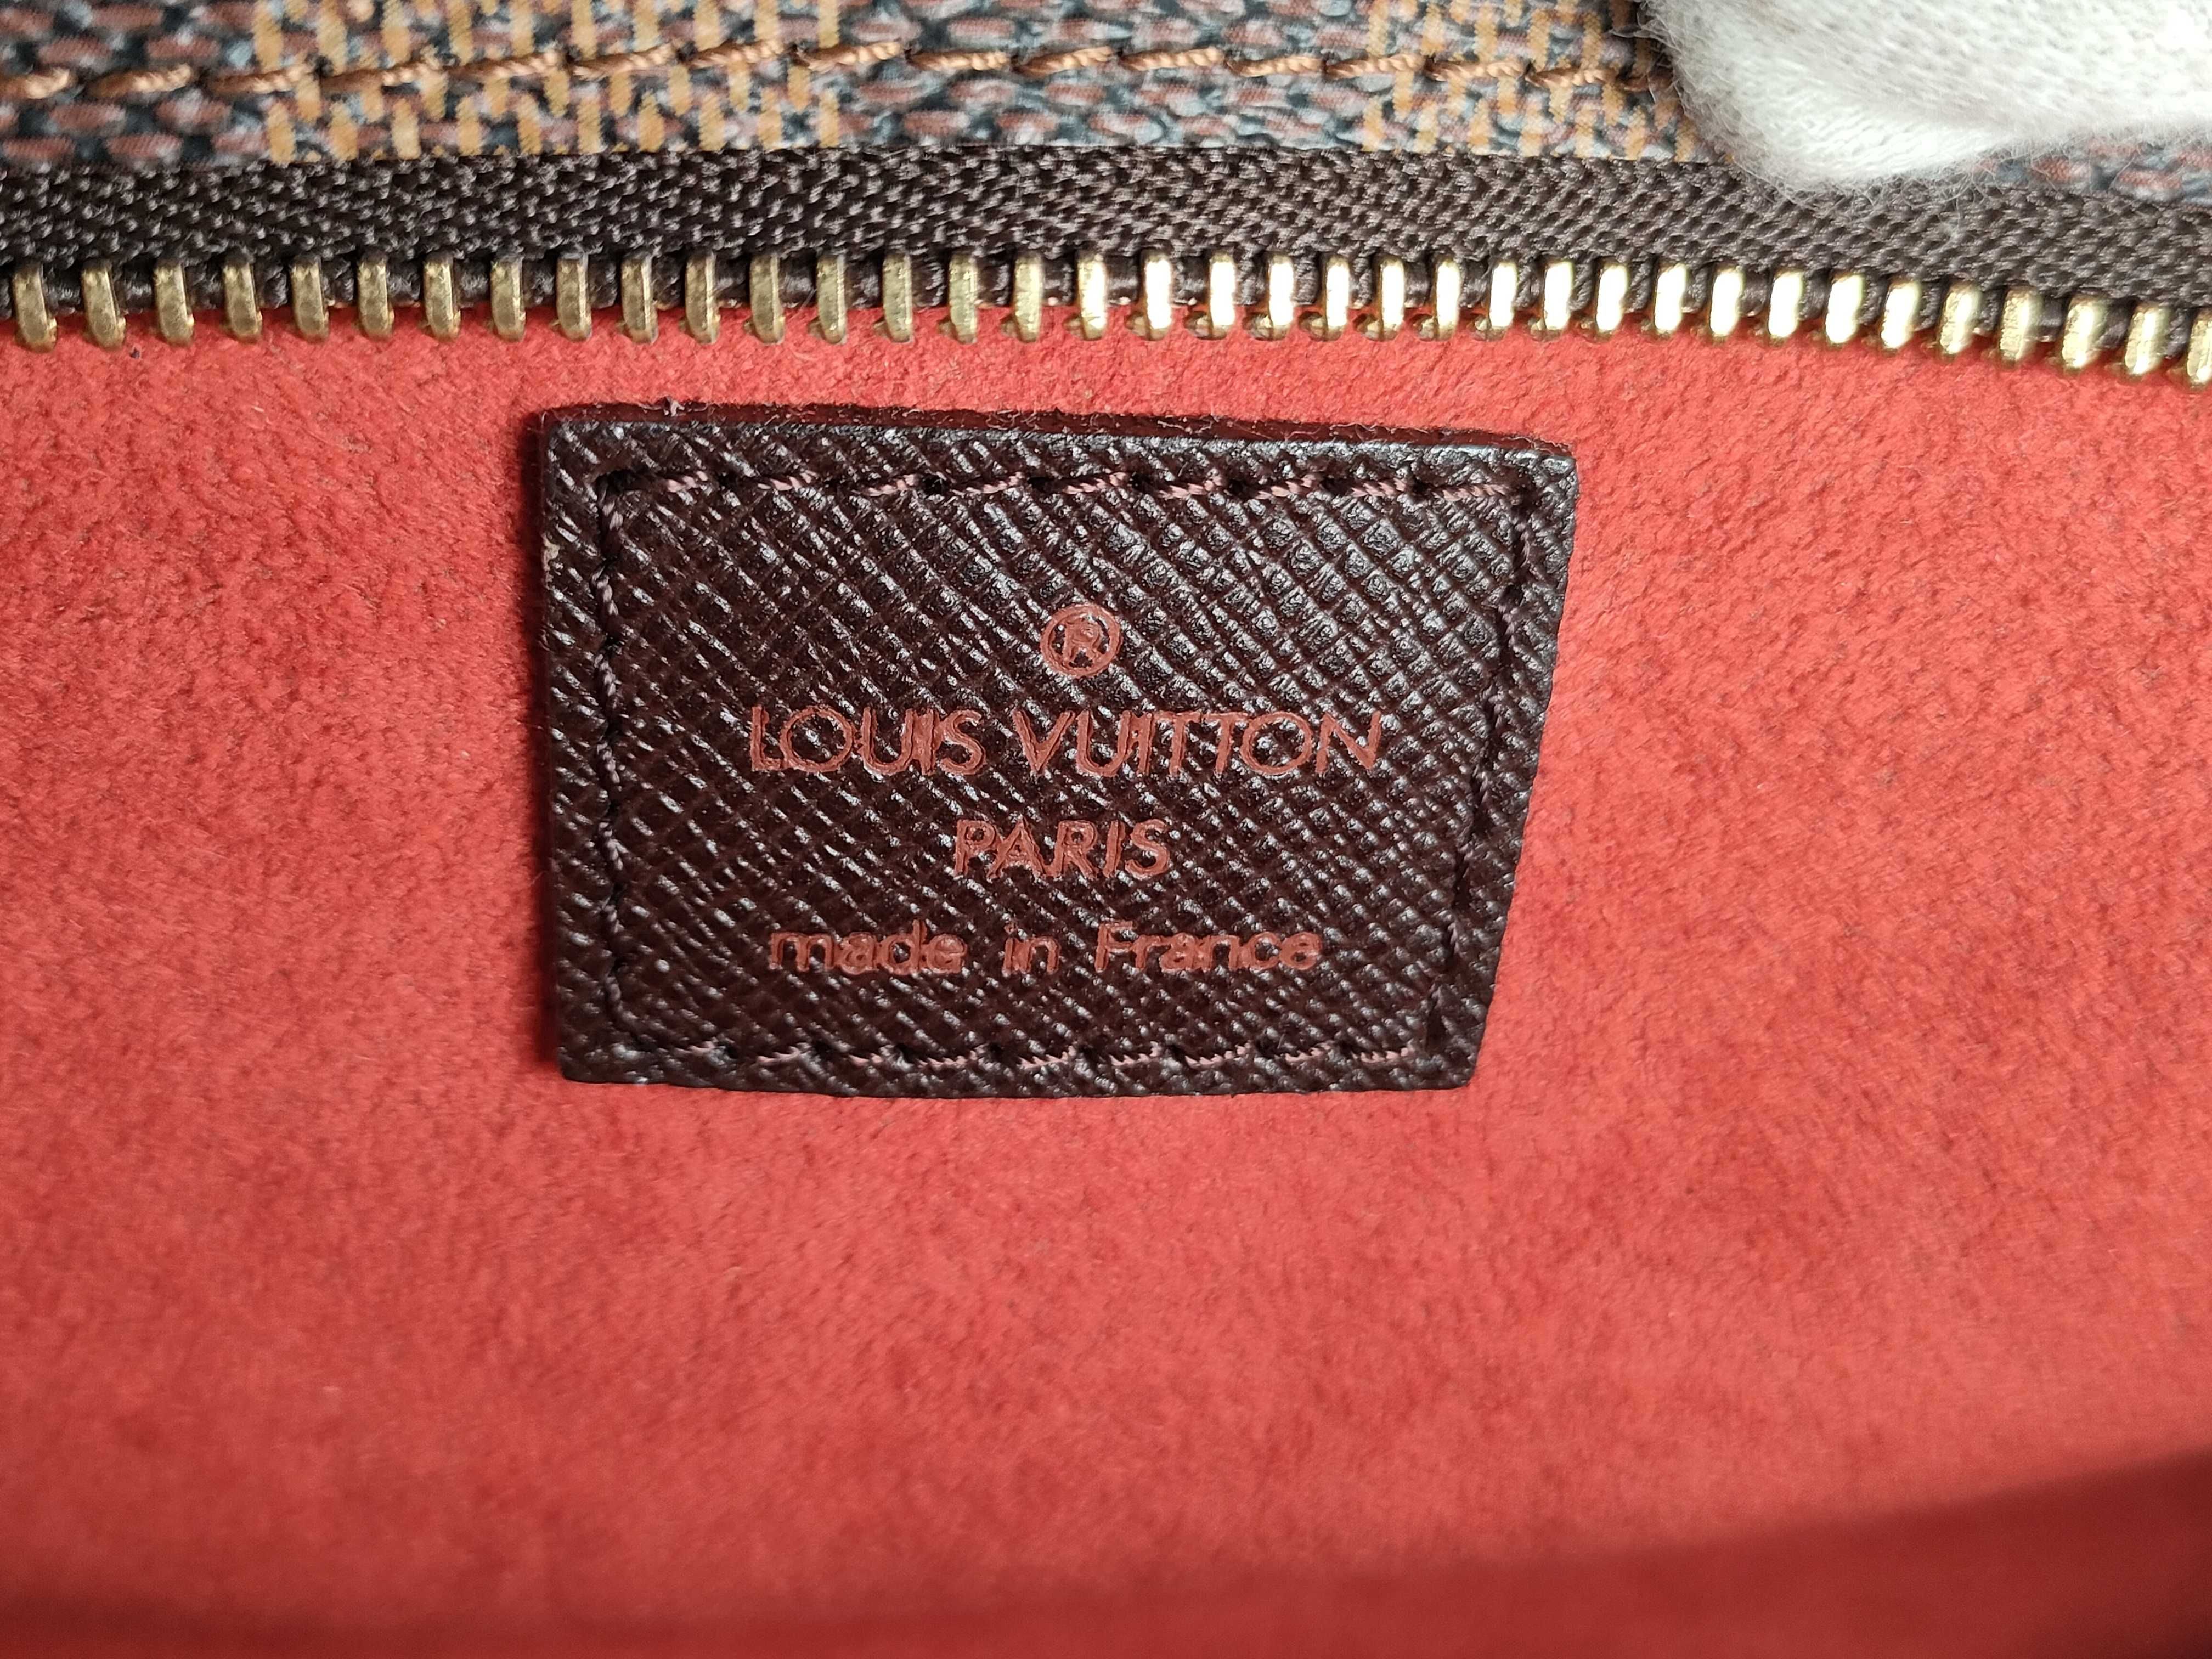 ®
LOUIS VUITTON
PARIS
made in France